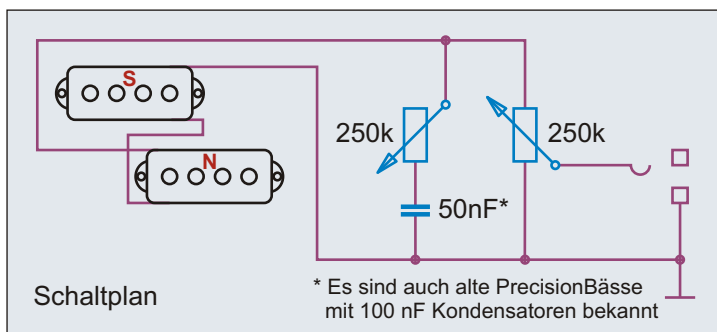 S
N
250k
250k
50nF*
Schaltplan
* Es sind auch alte PrecisionBässe
mit 100 nF Kondensatoren bekannt